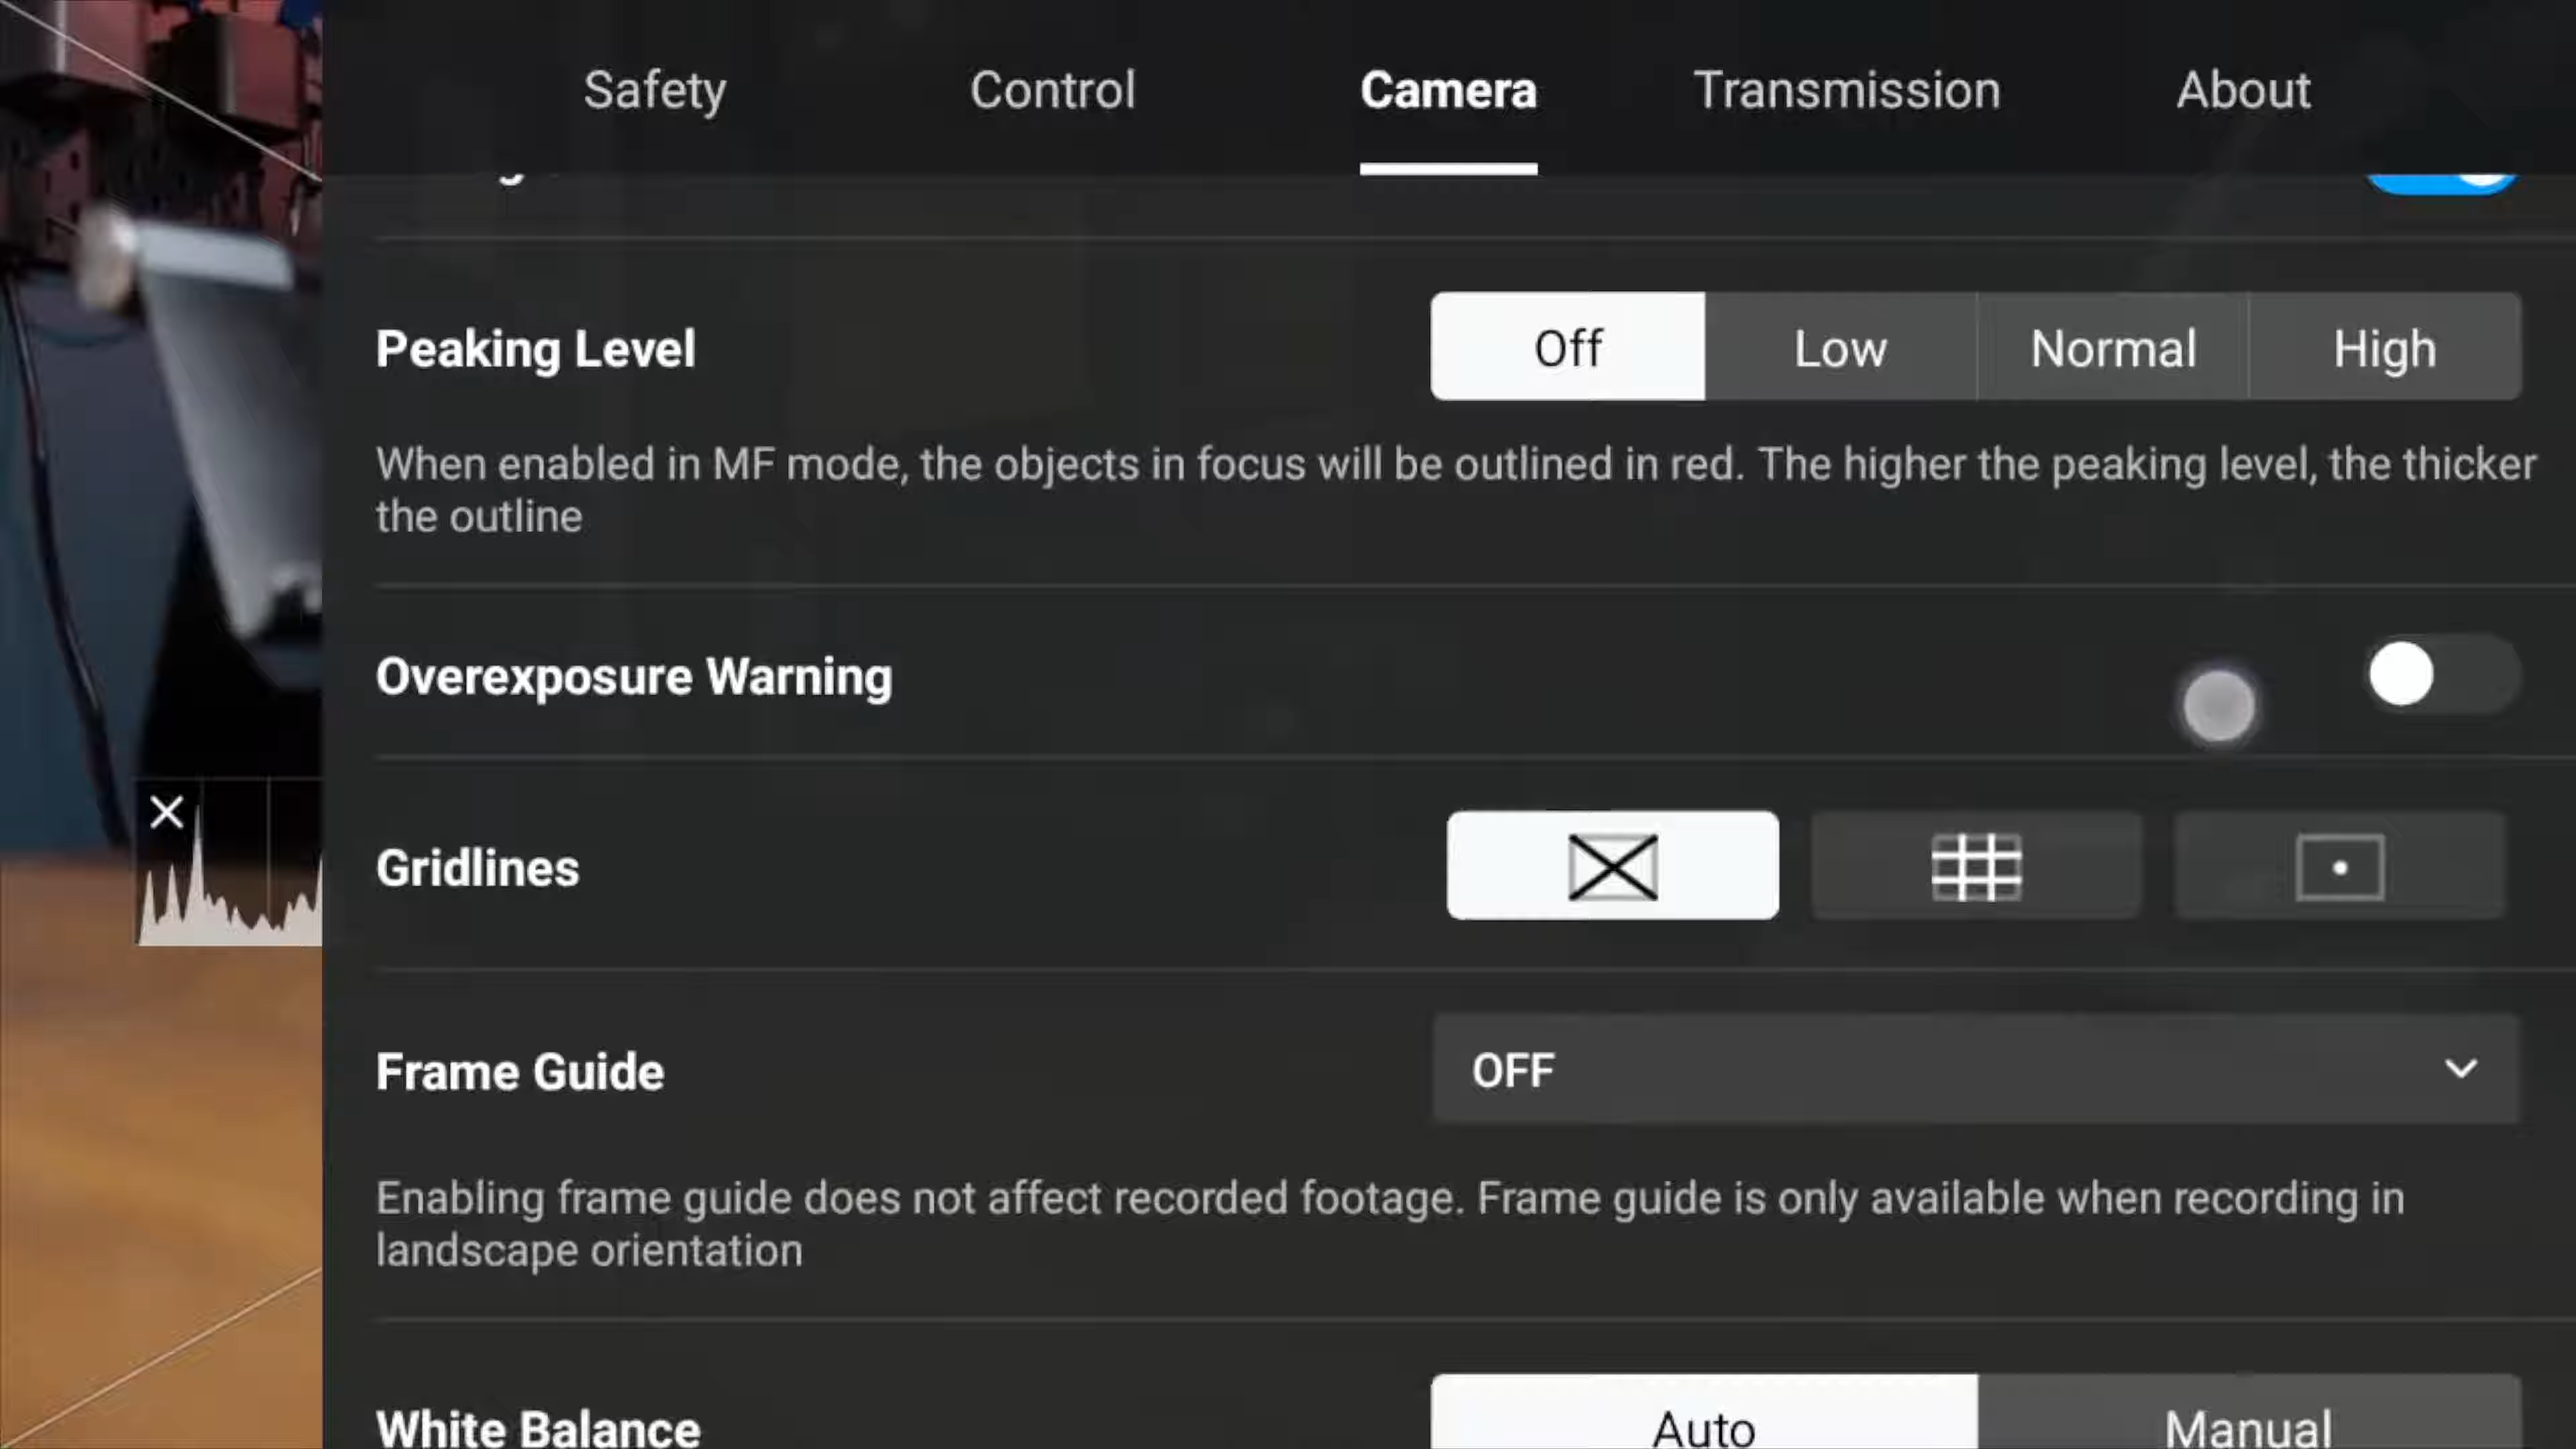 Safety Control Camera Transmission About
Peaking Level Off Low Normal High
When enabled in MF mode, the objects in focus will be outlined in red. The higher the peaking level, the thicker
the outline
Overexposure Warning
Gridlines
Frame Guide OFF
Enabling frame guide does not affect recorded footage. Frame guide is only available when recording in
landscape orientation
White Balance Auto Manual